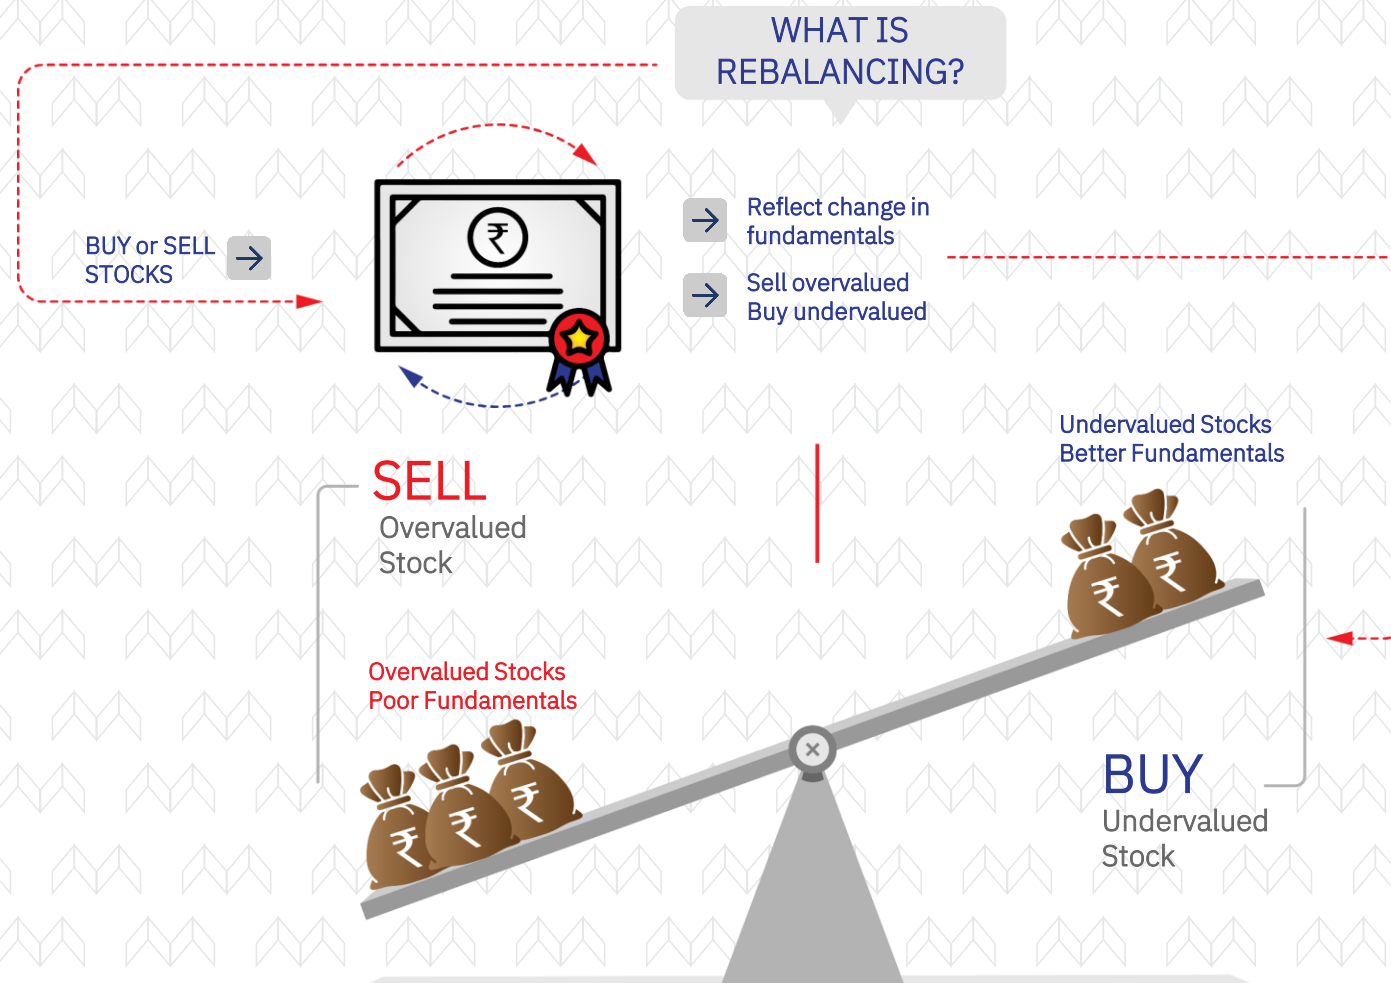 WHAT IS
REBALANCING?
BUY or SELL
STOCKS
₹
Reflect change in
fundamentals
Sell overvalued
Buy undervalued
SELL
Overvalued
Stock
Undervalued Stocks
Better Fundamentals
₹ ₹
Overvalued Stocks
Poor Fundamentals
₹ ₹ ₹
BUY
Undervalued
Stock